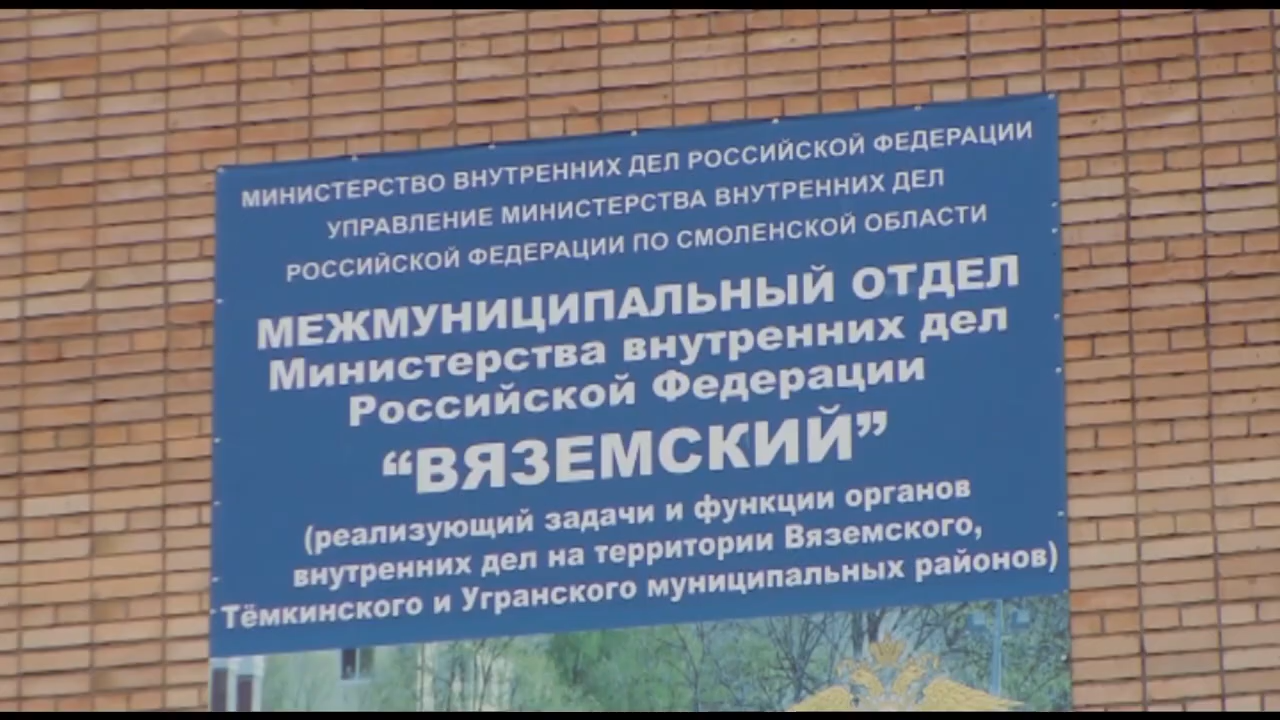 МИНИСТЕРСТВО ВНУТРЕННИХ ДЕЛ РОССИЙСКОЙ ФЕДЕРАЦИИ
УПРАВЛЕНИЕ МИНИСТЕРСТВА ВНУТРЕННИХ ДЕЛ
РОССИЙСКОЙ ФЕДЕРАЦИИ ПО СМОЛЕНСКОЙ ОБЛАСТИ
МЕЖМУНИЦИПАЛЬНЫЙ ОТДЕЛ
Министерства внутренних дел
Российской Федерации
“ВЯЗЕМСКИЙ”
(реализующий задачи и функции органов
внутренних дел на территории Вяземского,
Тёмкинского и Угранского муниципальных районов)